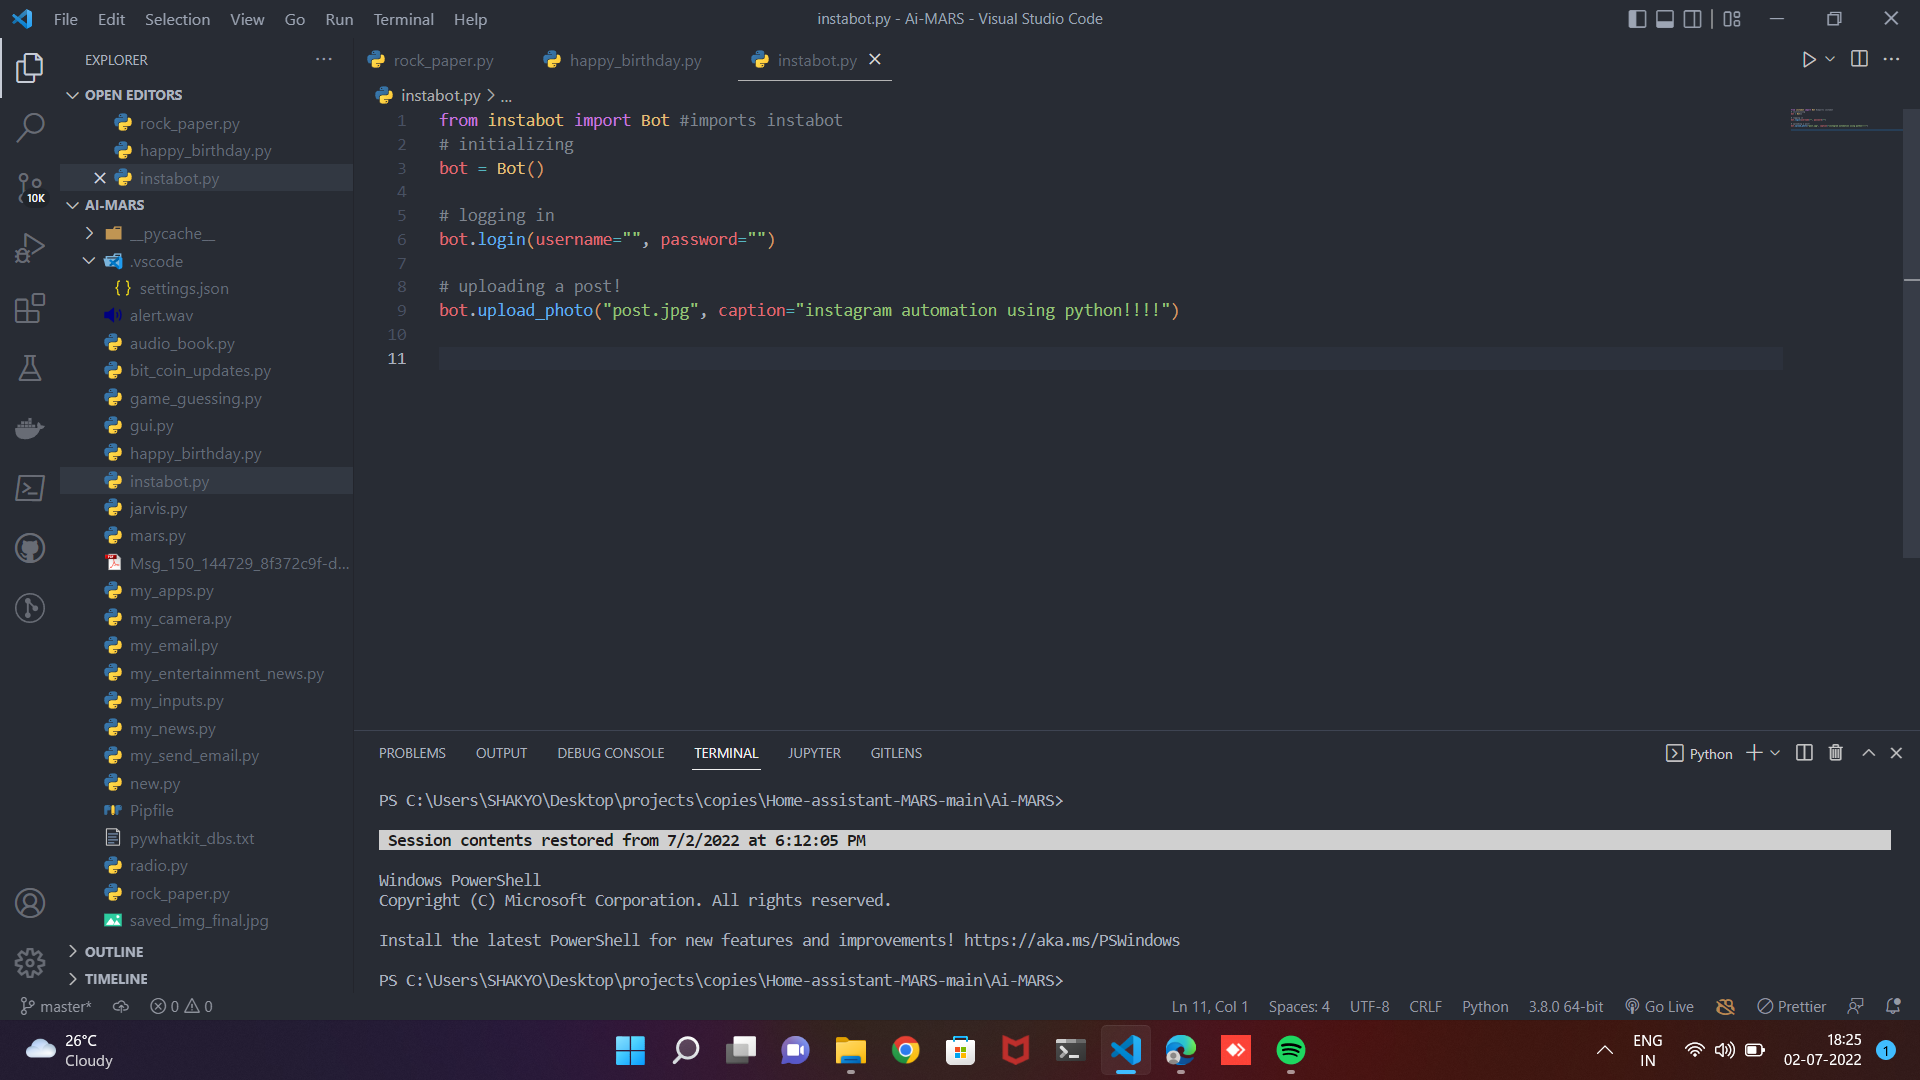 File Edit Selection View Go Run Terminal Help
instabot.py - Ai-MARS - Visual Studio Code
EXPLORER
OPEN EDITORS
rock_paper.py
happy_birthday.py
instabot.py
10K
AI-MARS
__pycache__
.vscode
{} settings.json
alert.wav
audio_book.py
bit_coin_updates.py
game_guessing.py
gui.py
happy_birthday.py
instabot.py
jarvis.py
mars.py
Msg_150_144729_8f372c9f-d...
my_apps.py
my_camera.py
my_email.py
my_entertainment_news.py
my_inputs.py
my_news.py
my_send_email.py
new.py
Pipfile
pywhatkit_dbs.txt
radio.py
rock_paper.py
saved_img_final.jpg
OUTLINE
TIMELINE
rock_paper.py happy_birthday.py instabot.py
instabot.py > ...
1 from instabot import Bot #imports instabot
2 # initializing
3 bot = Bot()
4
5 # logging in
6 bot.login(username="", password="")
7
8 # uploading a post!
9 bot.upload_photo("post.jpg", caption="instagram automation using python!!!!")
10
11
PROBLEMS OUTPUT DEBUG CONSOLE TERMINAL JUPYTER GITLENS
Python
PS C:\Users\SHAKYO\Desktop\projects\copies\Home-assistant-MARS-main\Ai-MARS>
Session contents restored from 7/2/2022 at 6:12:05 PM
Windows PowerShell
Copyright (C) Microsoft Corporation. All rights reserved.
Install the latest PowerShell for new features and improvements! https://aka.ms/PSWindows
PS C:\Users\SHAKYO\Desktop\projects\copies\Home-assistant-MARS-main\Ai-MARS>
master* 0 0
Ln 11, Col 1 Spaces: 4 UTF-8 CRLF Python 3.8.0 64-bit Go Live Prettier
26°C
Cloudy
ENG
IN
18:25
02-07-2022
1